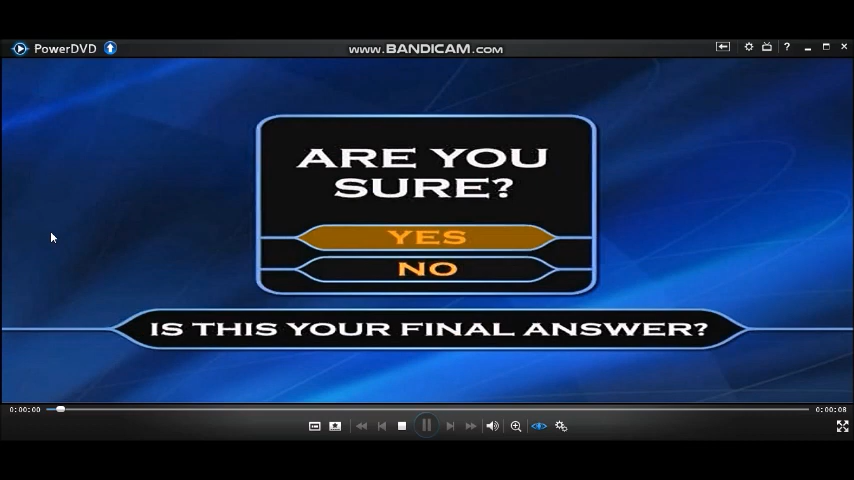 PowerDVD
www.BANDICAM.com
?
ARE YOU
SURE?
YES
NO
IS THIS YOUR FINAL ANSWER?
0:00:00
0:00:08